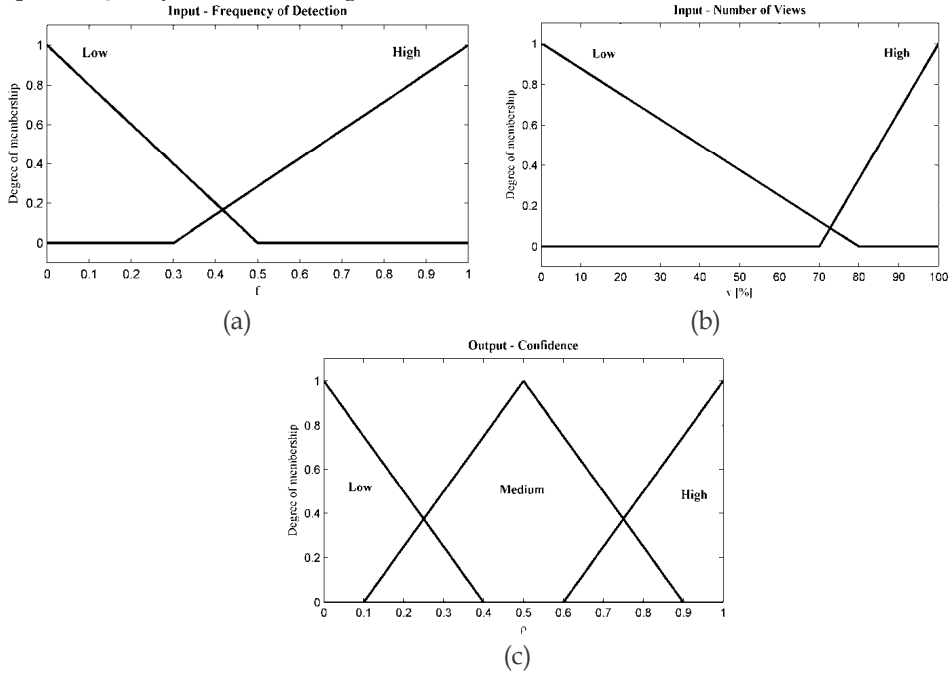 Input - Frequency of Detection
Degree of membership
1
0.8
0.6
0.4
0.2
0
Low
High
0 0.1 0.2 0.3 0.4 0.5 0.6 0.7 0.8 0.9 1
f
(a)
Input - Number of Views
Degree of membership
1
0.8
0.6
0.4
0.2
0
Low
High
0 10 20 30 40 50 60 70 80 90 100
v [%]
(b)
Output - Confidence
Degree of membership
1
0.8
0.6
0.4
0.2
0
Low
Medium
High
0 0.1 0.2 0.3 0.4 0.5 0.6 0.7 0.8 0.9 1
ρ
(c)